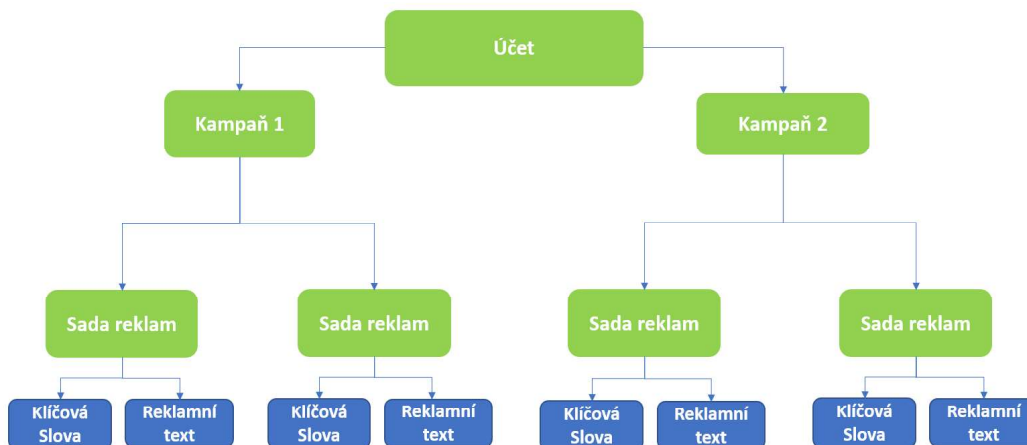 Účet
Kampaň 1
Kampaň 2
Sada reklam
Sada reklam
Sada reklam
Sada reklam
Klíčová
Slova
Reklamní
text
Klíčová
Slova
Reklamní
text
Klíčová
Slova
Reklamní
text
Klíčová
Slova
Reklamní
text